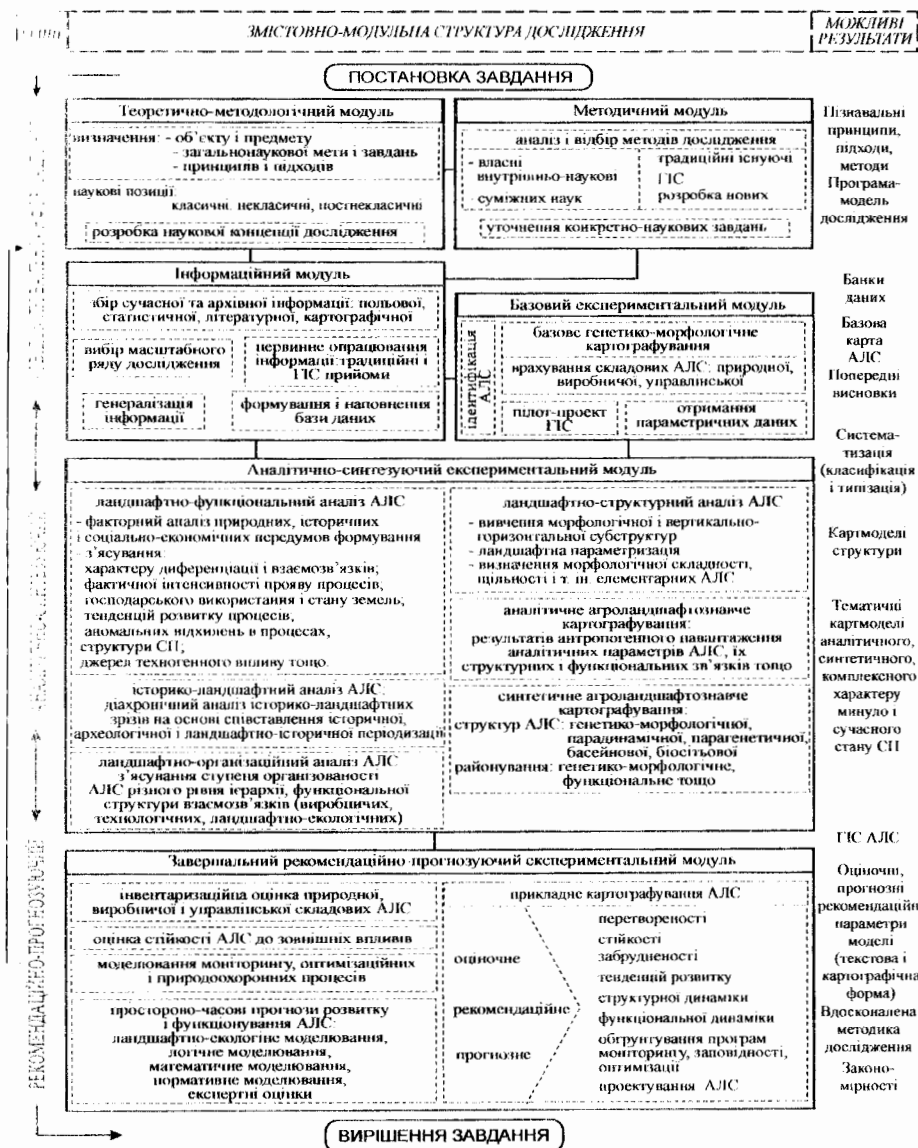 ЗМІСТОВНО-МОДУЛЬНА СТРУКТУРА ДОСЛІДЖЕННЯ
МОЖЛИВІ
РЕЗУЛЬТАТИ
ПОСТАНОВКА ЗАВДАННЯ
Теоретично-методологічний модуль
визначення: - об'єкту і предмету
- загальнонаукової мети і завдань
- принципів і підходів
наукові позиції:
класичні, некласичні, постнекласичні
розробка наукової концепції дослідження
Методичний модуль
аналіз і відбір методів дослідження
- власні
внутрішньо-наукові
суміжних наук
традиційні існуючі
ГІС
розробка нових
уточнення конкретно-наукових завдань
Пізнавальні
принципи,
підходи,
методи
Програма-
модель
дослідження
Інформаційний модуль
збір сучасної та архівної інформації: польової,
статистичної, літературної, картографічної
вибір масштабного
ряду дослідження
первинне опрацювання
інформації традиційні і
ГІС прийоми
генералізація
інформації
формування і наповнення
бази даних
Базовий експериментальний модуль
ідентифікація
АЛС
базове генетико-морфологічне
картографування
врахування складових АЛС: природної,
виробничої, управлінської
пілот-проект
ГІС
отримання
параметричних даних
Банки
даних
Базова
карта
АЛС
Попередні
висновки
Аналітично-синтезуючий експериментальний модуль
ландшафтно-функціональний аналіз АЛС
- факторний аналіз природних, історичних
і соціально-економічних передумов формування
- з'ясування:
характеру диференціації і взаємозв'язків;
фактичної інтенсивності прояву процесів;
господарського використання і стану земель;
тенденцій розвитку процесів,
аномальних відхилень в процесах,
структури СП;
джерел техногенного впливу тощо.
історико-ландшафтний аналіз АЛС:
діахронічний аналіз історико-ландшафтних
зрізів на основі співставлення історичної,
археологічної і ландшафтно-історичної періодизації
ландшафтно-організаційний аналіз АЛС
з'ясування ступеня організованості
АЛС різного рівня ієрархії, функціональної
структури взаємозв'язків (виробничих,
технологічних, ландшафтно-екологічних)
ландшафтно-структурний аналіз АЛС
- вивчення морфологічної і вертикально-
горизонтальної субструктур
- ландшафтна параметризація
- визначення морфологічної складності,
щільності і т. ін. елементарних АЛС
аналітичне агроландшафтознавче
картографування:
результатів антропогенного навантаження
аналітичних параметрів АЛС, їх
структурних і функціональних зв'язків тощо
синтетичне агроландшафтознавче
картографування:
структур АЛС: генетико-морфологічної,
парадинамічної, парагенетичної,
басейнової, біосітьової
районування: генетико-морфологічне,
функціональне тощо
Система-
тизація
(класифікація
і типізація)
Картмоделі
структури
Тематичні
картмоделі
аналітичного,
синтетичного,
комплексного
характеру
минуло і
сучасного
стану СП
Завершальний рекомендаційно-прогнозуючий експериментальний модуль
інвентаризаційна оцінка природної,
виробничої і управлінської складових АЛС
оцінка стійкості АЛС до зовнішніх впливів
моделювання моніторингу, оптимізаційних
і природоохоронних процесів
просторово-часові прогнози розвитку
і функціонування АЛС:
ландшафтно-екологіче моделювання,
логічне моделювання,
математичне моделювання,
нормативне моделювання,
експертні оцінки
прикладне картографування АЛС
оціночне
рекомендаційне
прогнозне
перетвореності
стійкості
забрудненості
тенденцій розвитку
структурної динаміки
функціональної динаміки
обґрунтування програм
моніторингу, заповідності,
оптимізації
проектування АЛС
ГІС АЛС
Оціночні,
прогнозні
рекомендаційні
параметри
моделі
(текстова і
картографічна
форма)
Вдосконалена
методика
дослідження
Законо-
мірності
РЕКОМЕНДАЦІЙНО-ПРОГНОЗУЮЧИЙ
ВИРІШЕННЯ ЗАВДАННЯ